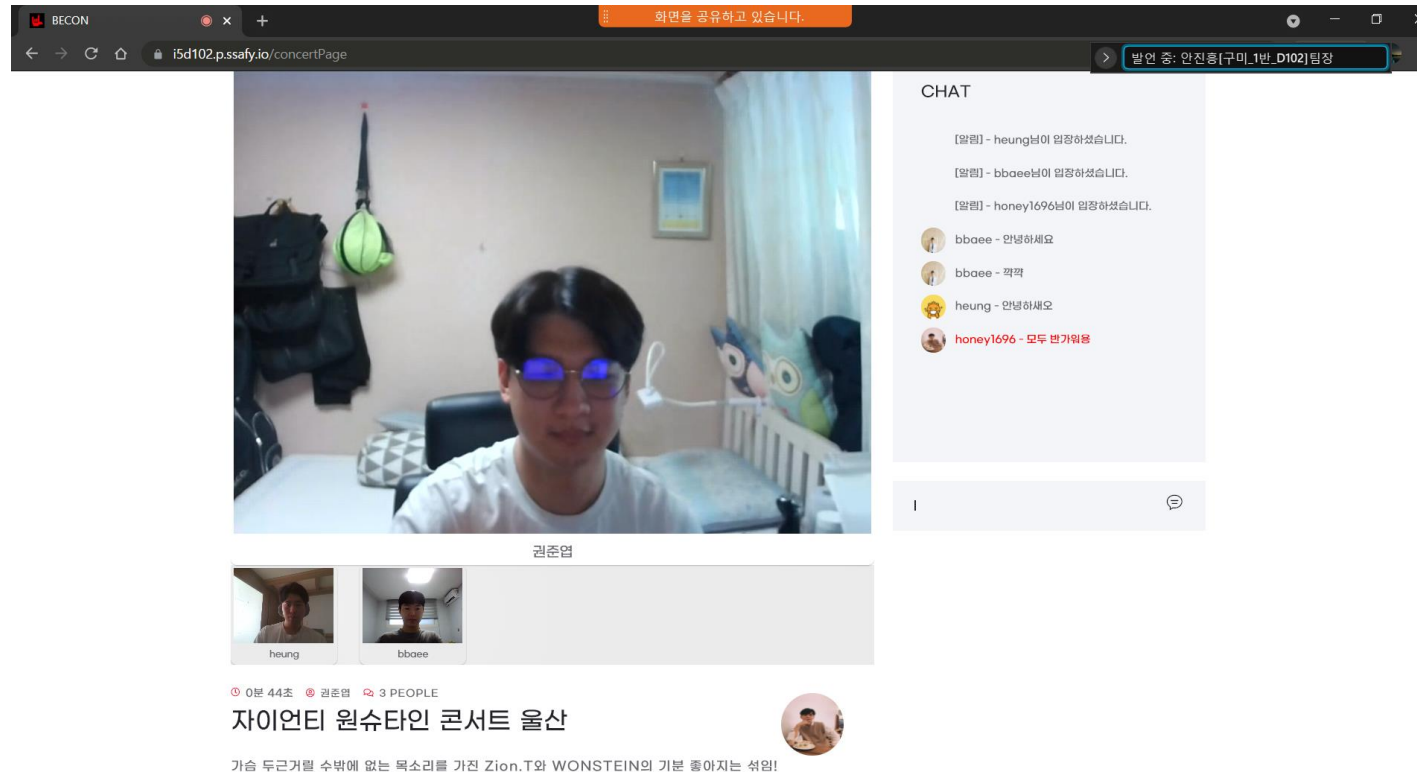 BECON
화면을 공유하고 있습니다.
i5d102.p.ssafy.io/concertPage
발언 중: 안진흥[구미_1반_D102]팀장
CHAT
[알림] - heung님이 입장하셨습니다.
[알림] - bbaee님이 입장하셨습니다.
[알림] - honey1696님이 입장하셨습니다.
bbaee - 안녕하세요
bbaee - 깍깍
heung - 안녕하새오
honey1696 - 모두 반가워용
권준엽
heung
bbaee
0분 44초 권준엽 3 PEOPLE
자이언티 원슈타인 콘서트 울산
가슴 두근거릴 수밖에 없는 목소리를 가진 Zion.T와 WONSTEIN의 기분 좋아지는 섞임!